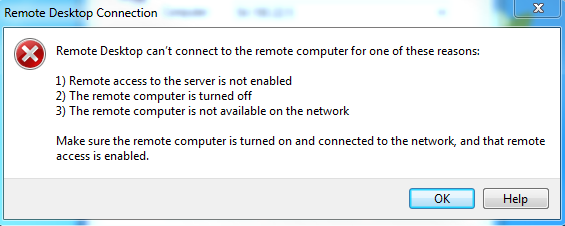 Remote Desktop Connection
Remote Desktop can't connect to the remote computer for one of these reasons:
1) Remote access to the server is not enabled
2) The remote computer is turned off
3) The remote computer is not available on the network
Make sure the remote computer is turned on and connected to the network, and that remote
access is enabled.
OK
Help